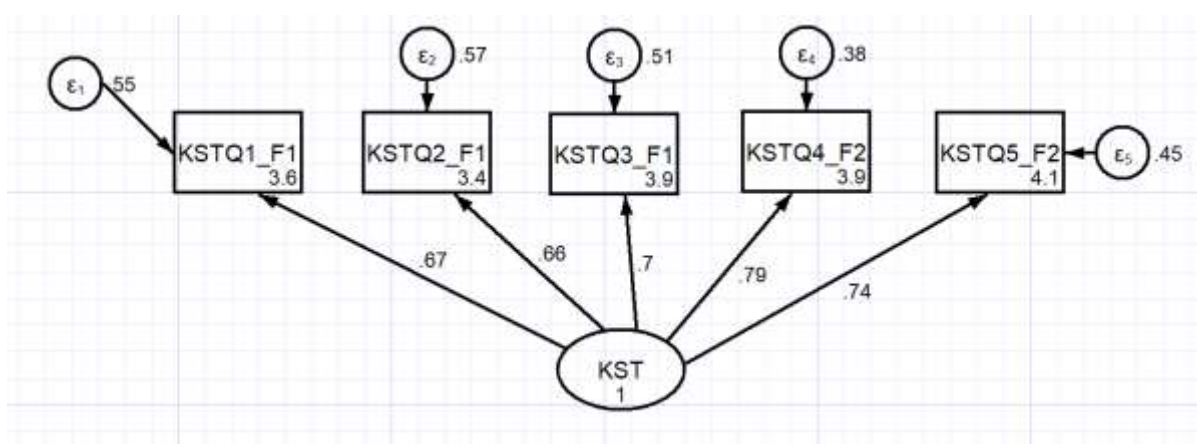 ε₁ .55
ε₂ .57
ε₃ .51
ε₄ .38
KSTQ1_F1
3.6
KSTQ2_F1
3.4
KSTQ3_F1
3.9
KSTQ4_F2
3.9
KSTQ5_F2
4.1
ε₅ .45
.67
.66
.7
.79
.74
KST
1